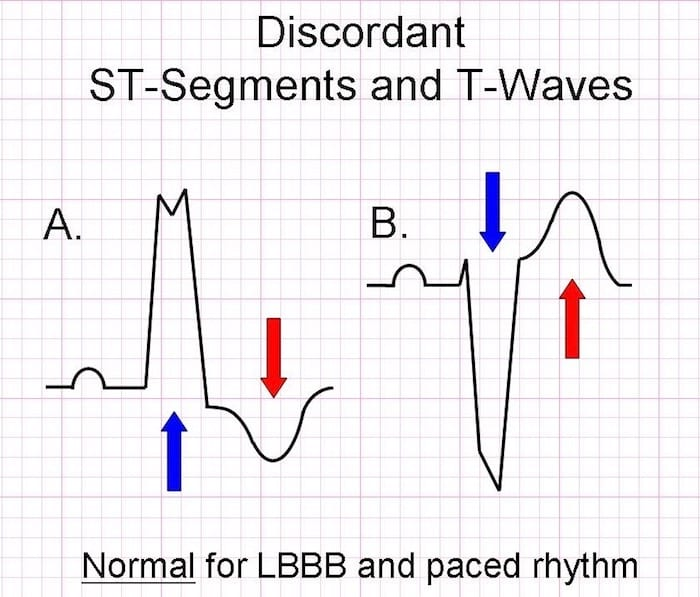 Discordant
ST-Segments and T-Waves
A.
B.
Normal for LBBB and paced rhythm